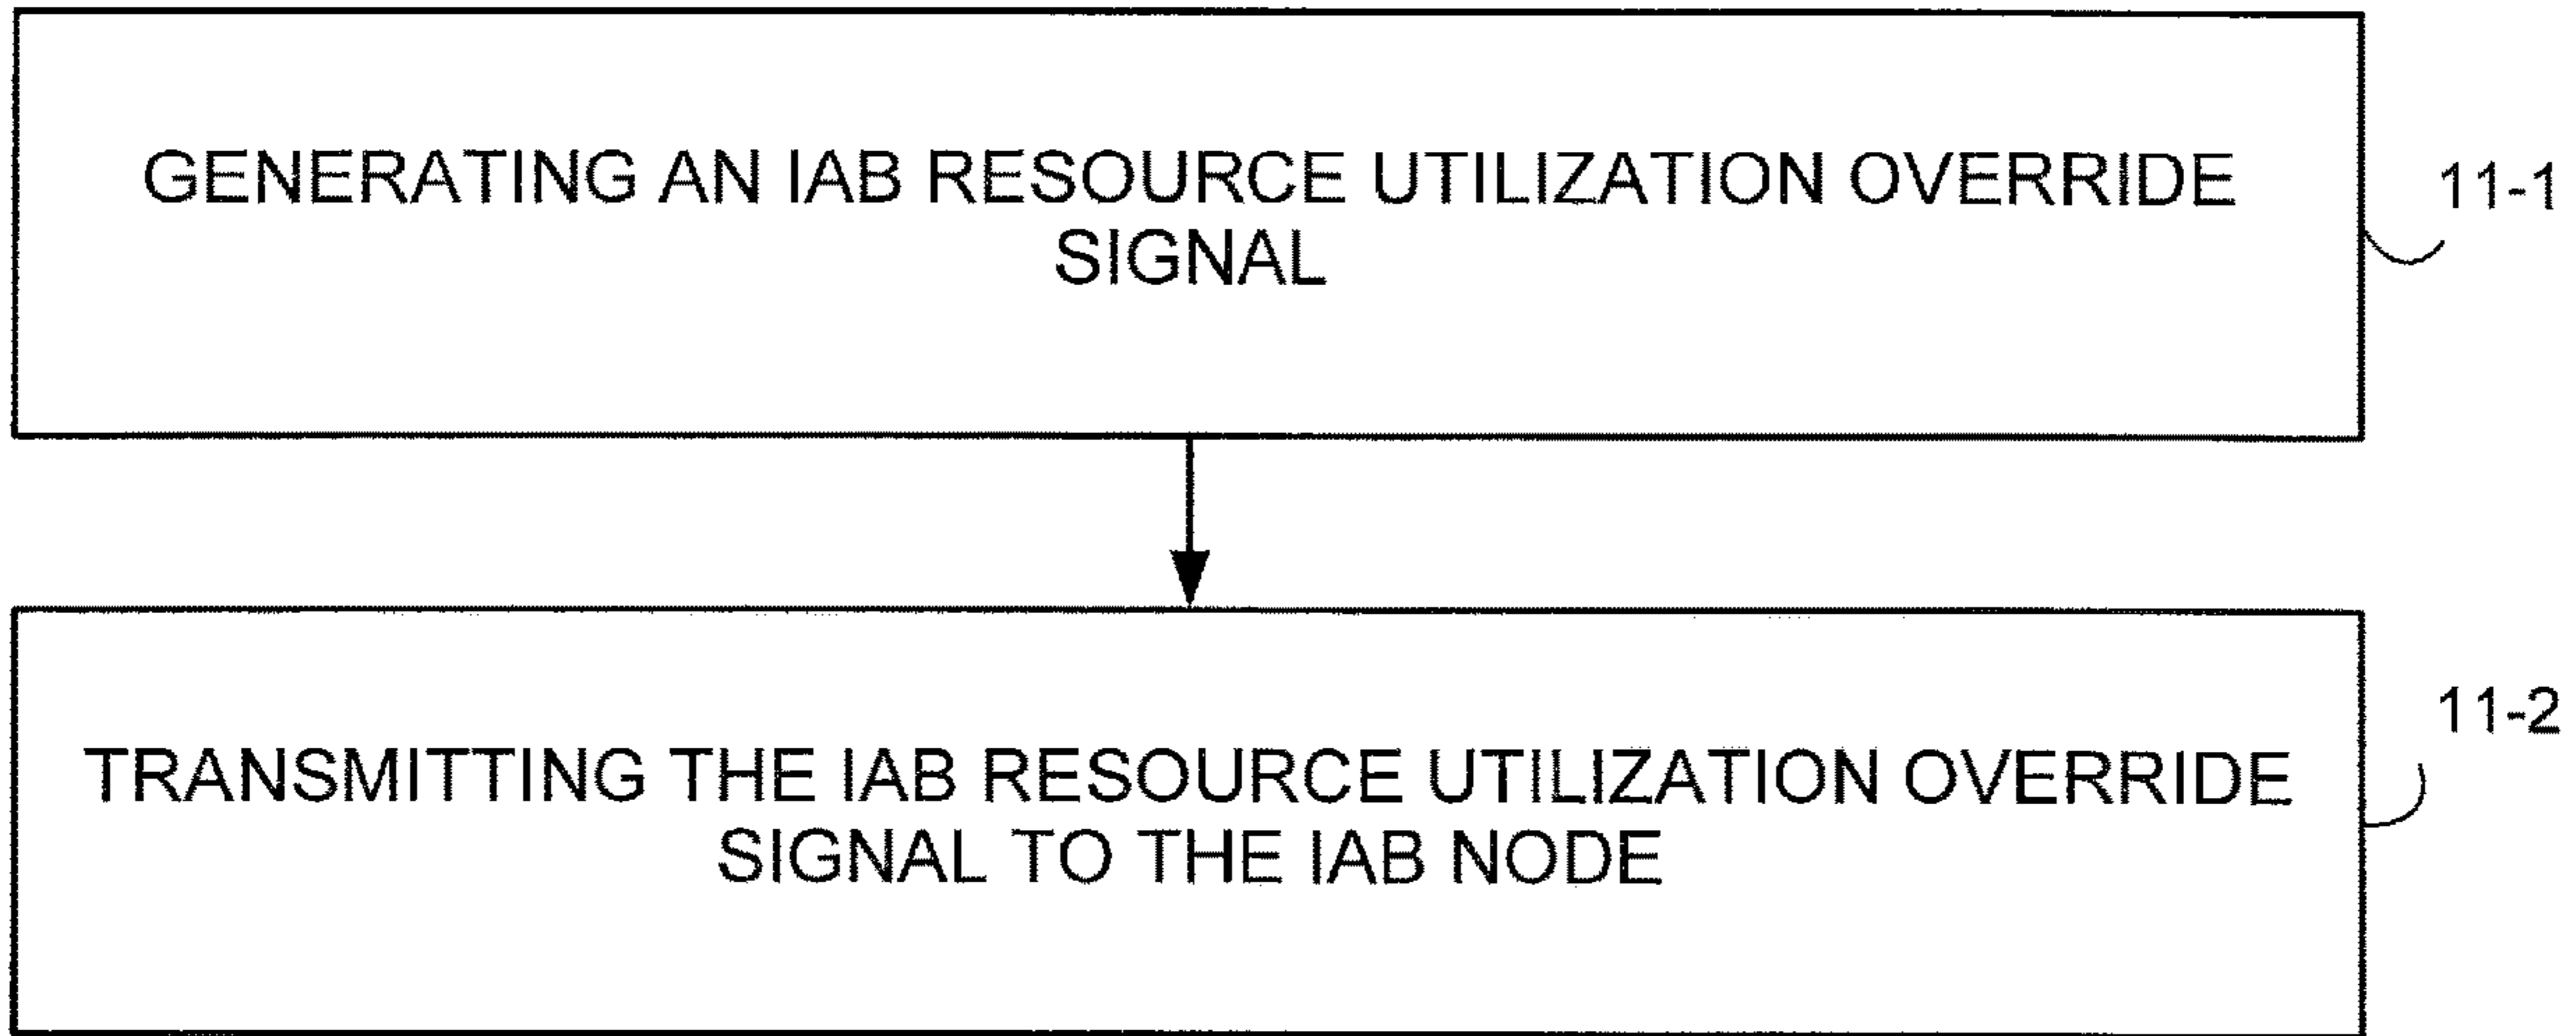 GENERATING AN IAB RESOURCE UTILIZATION OVERRIDE
SIGNAL
11-1
TRANSMITTING THE IAB RESOURCE UTILIZATION OVERRIDE
SIGNAL TO THE IAB NODE
11-2